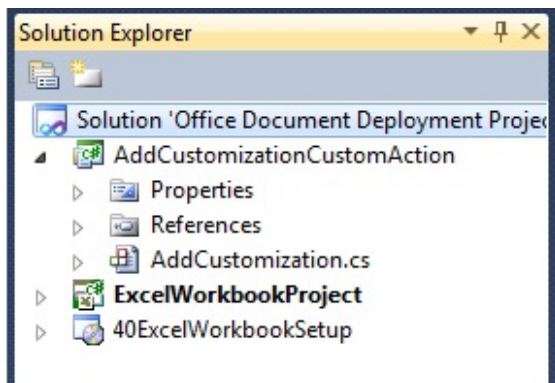 Solution Explorer
Solution 'Office Document Deployment Projec
AddCustomizationCustomAction
Properties
References
AddCustomization.cs
ExcelWorkbookProject
40ExcelWorkbookSetup